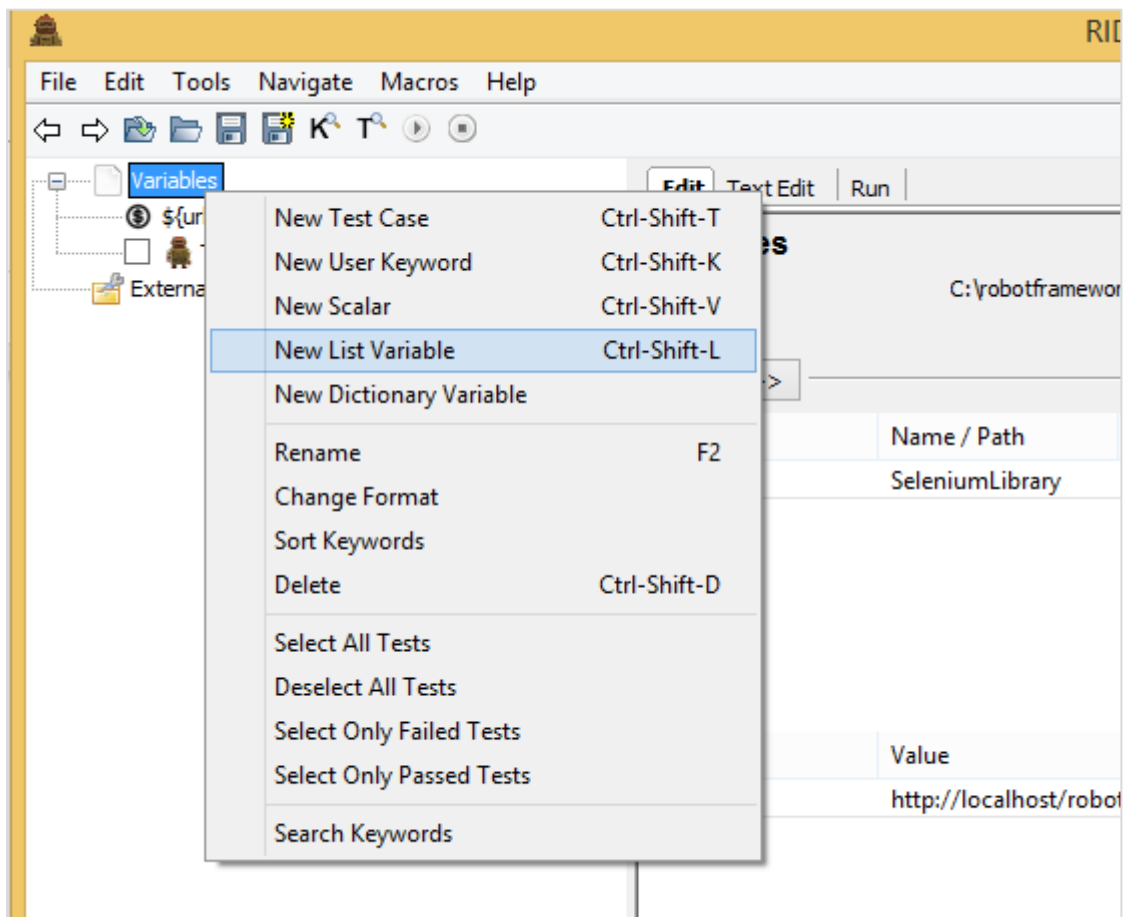 RID
File Edit Tools Navigate Macros Help
Variables
Edit Text Edit Run
${url
New Test Case Ctrl-Shift-T
New User Keyword Ctrl-Shift-K
Externa
C:\robotframewor
New Scalar Ctrl-Shift-V
New List Variable Ctrl-Shift-L
New Dictionary Variable
Name / Path
Rename F2
SeleniumLibrary
Change Format
Sort Keywords
Delete Ctrl-Shift-D
Select All Tests
Deselect All Tests
Select Only Failed Tests
Value
Select Only Passed Tests
http://localhost/robot
Search Keywords